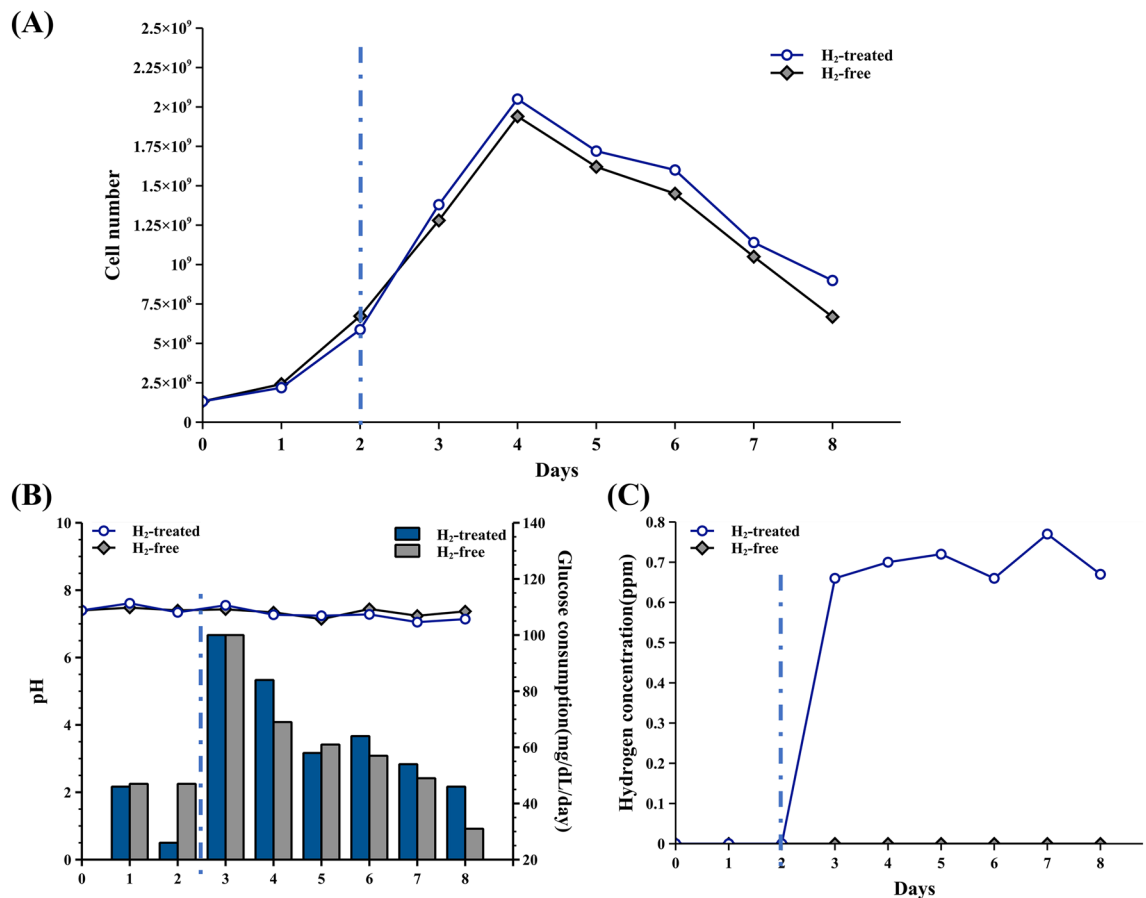 (A)
2.5×10⁹
2.25×10⁹
2×10⁹
1.75×10⁹
1.5×10⁹
1.25×10⁹
10⁹
7.5×10⁸
5×10⁸
2.5×10⁸
0
Cell number
H₂-treated
H₂-free
0 1 2 3 4 5 6 7 8
Days
(B)
10
8
6
4
2
0
pH
H₂-treated
H₂-free
H₂-treated
H₂-free
140
120
100
80
60
40
20
Glucose consumption(mg/dL/day)
0 1 2 3 4 5 6 7 8
(C)
0.8
0.7
0.6
0.5
0.4
0.3
0.2
0.1
0
Hydrogen concentration(ppm)
H₂-treated
H₂-free
0 1 2 3 4 5 6 7 8
Days